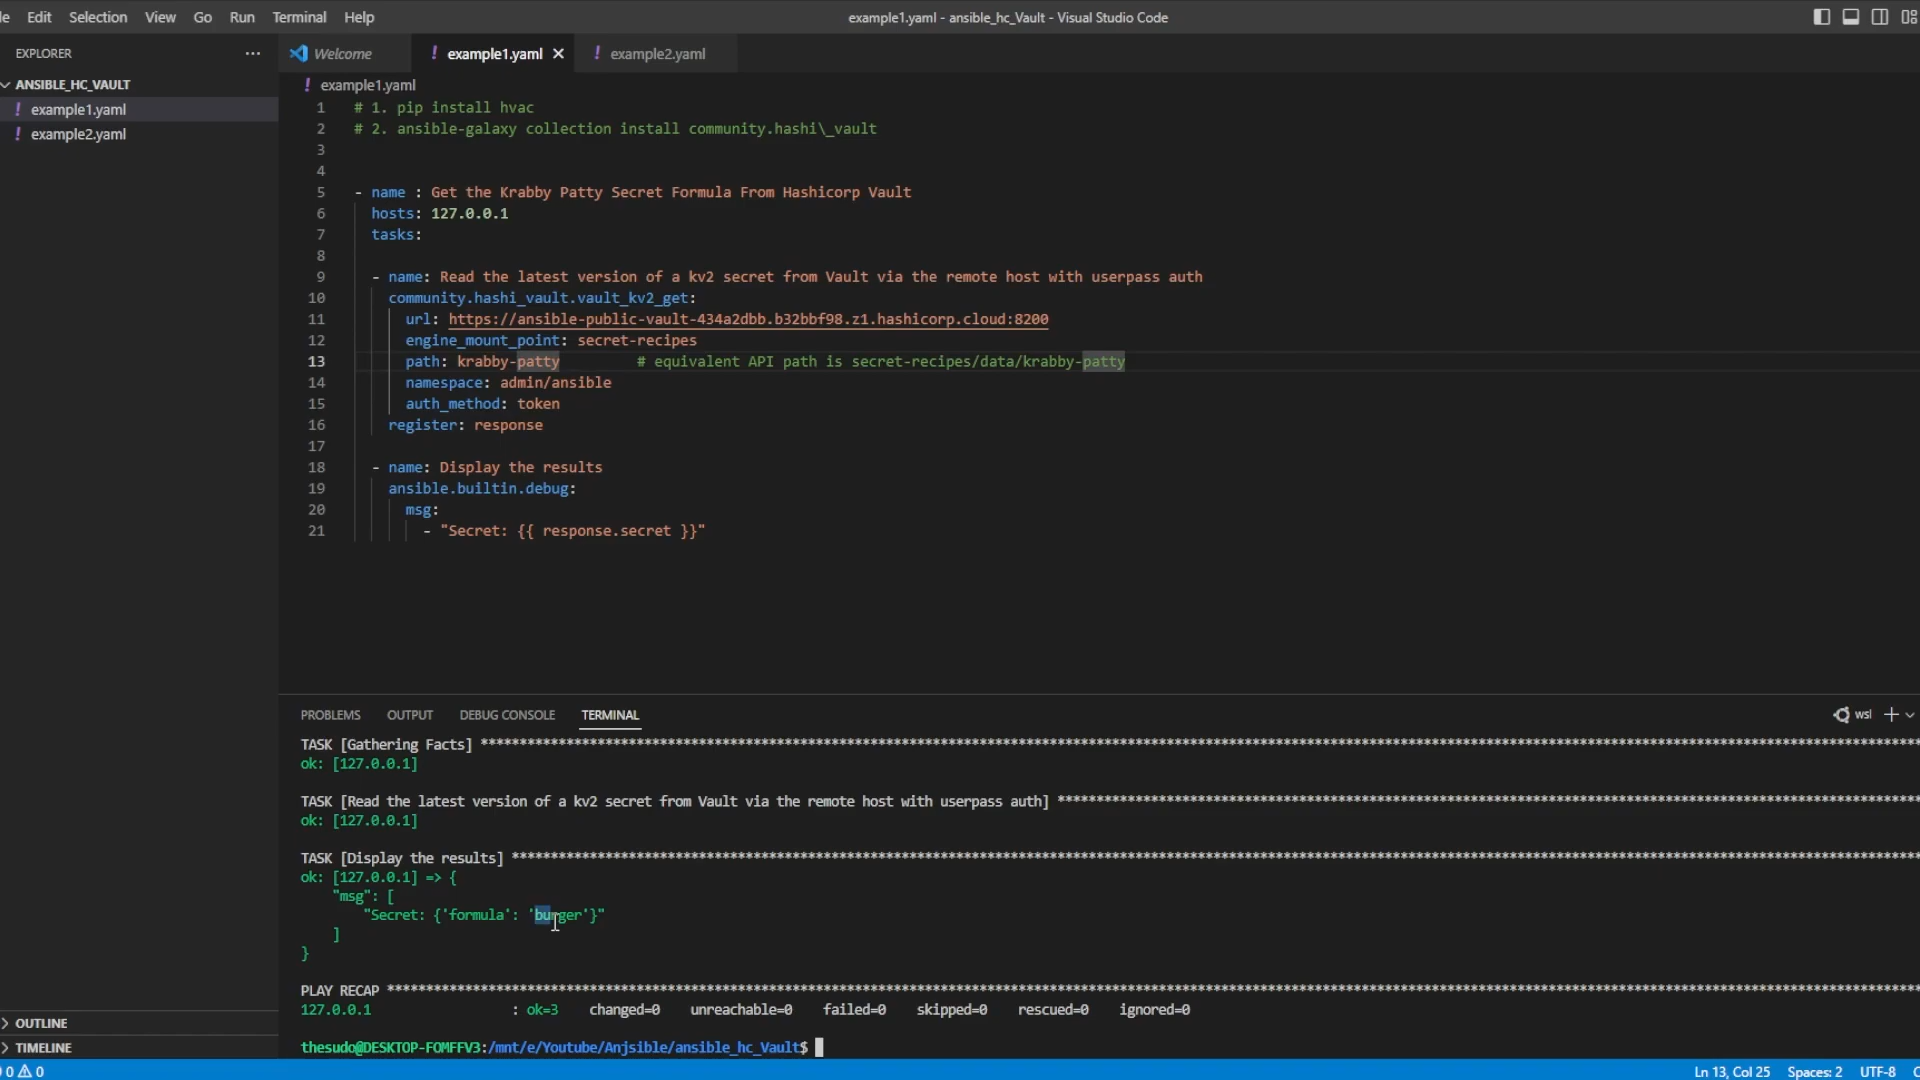 le Edit Selection View Go Run Terminal Help
example1.yaml - ansible_hc_Vault - Visual Studio Code
EXPLORER
Welcome
! example1.yaml
! example2.yaml
ANSIBLE_HC_VAULT
! example1.yaml
! example2.yaml
! example1.yaml
1 # 1. pip install hvac
2 # 2. ansible-galaxy collection install community.hashi\_vault
3
4
5 - name : Get the Krabby Patty Secret Formula From Hashicorp Vault
6 hosts: 127.0.0.1
7 tasks:
8
9 - name: Read the latest version of a kv2 secret from Vault via the remote host with userpass auth
10 community.hashi_vault.vault_kv2_get:
11 url: https://ansible-public-vault-434a2dbb.b32bbf98.z1.hashicorp.cloud:8200
12 engine_mount_point: secret-recipes
13 path: krabby-patty # equivalent API path is secret-recipes/data/krabby-patty
14 namespace: admin/ansible
15 auth_method: token
16 register: response
17
18 - name: Display the results
19 ansible.builtin.debug:
20 msg:
21 - "Secret: {{ response.secret }}"
PROBLEMS OUTPUT DEBUG CONSOLE TERMINAL
wsl
TASK [Gathering Facts] ****************************************************************************************************
ok: [127.0.0.1]
TASK [Read the latest version of a kv2 secret from Vault via the remote host with userpass auth] ****************************************************
ok: [127.0.0.1]
TASK [Display the results] ****************************************************************************************************
ok: [127.0.0.1] => {
"msg": [
"Secret: {'formula': 'burger'}"
]
}
PLAY RECAP ****************************************************************************************************
127.0.0.1 : ok=3 changed=0 unreachable=0 failed=0 skipped=0 rescued=0 ignored=0
thesudo@DESKTOP-FOMFFV3:/mnt/e/Youtube/Anjsible/ansible_hc_Vault$
OUTLINE
TIMELINE
0 0
Ln 13, Col 25 Spaces: 2 UTF-8